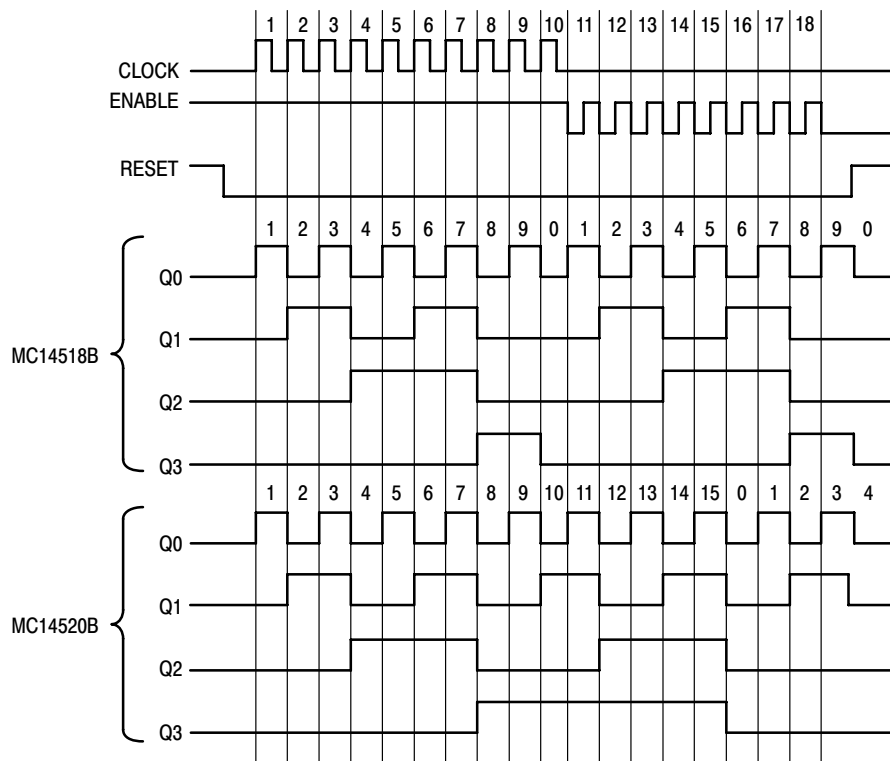 1 2 3 4 5 6 7 8 9 10 11 12 13 14 15 16 17 18
CLOCK
ENABLE
RESET
1 2 3 4 5 6 7 8 9 0 1 2 3 4 5 6 7 8 9 0
Q0
Q1
MC14518B
Q2
Q3
1 2 3 4 5 6 7 8 9 10 11 12 13 14 15 0 1 2 3 4
Q0
Q1
MC14520B
Q2
Q3